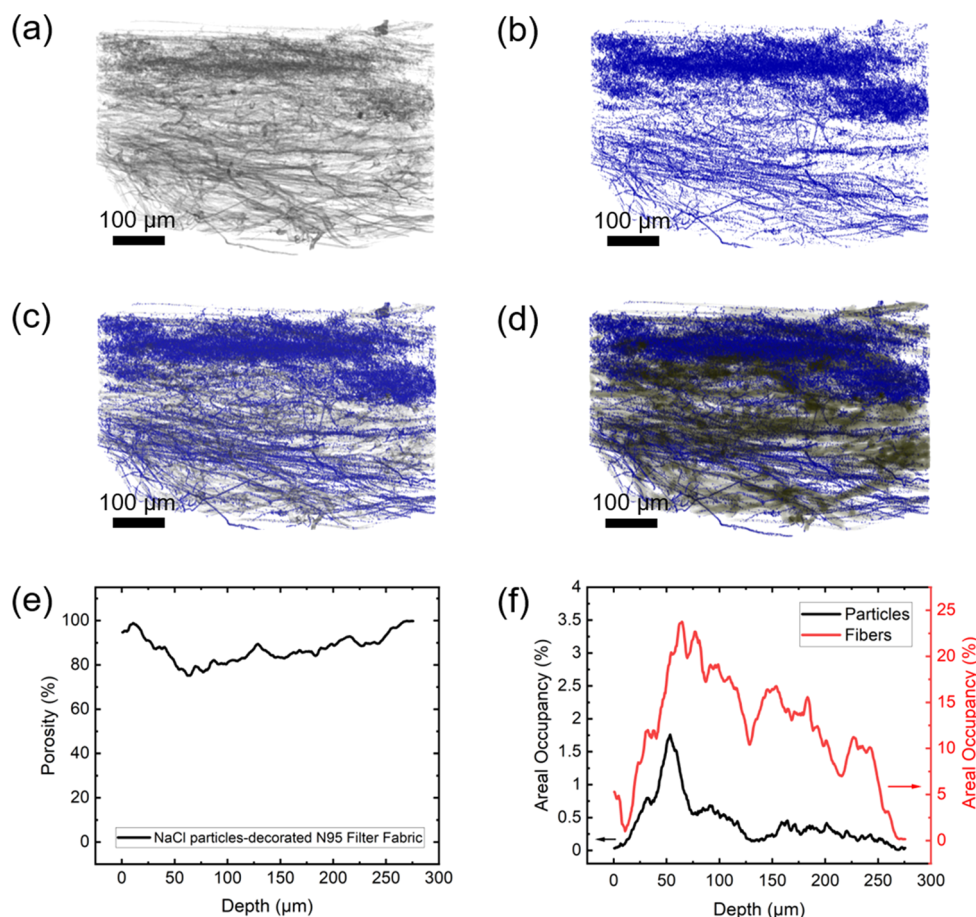 (a)
100 μm
(b)
100 μm
(c)
100 μm
(d)
100 μm
(e)
100
80
60
40
20
0
Porosity (%)
NaCl particles-decorated N95 Filter Fabric
0 50 100 150 200 250 300
Depth (μm)
(f)
4
3.5
3
2.5
2
1.5
1
0.5
0
Areal Occupancy (%)
Particles
Fibers
25
20
15
10
5
0
Areal Occupancy (%)
0 50 100 150 200 250 300
Depth (μm)